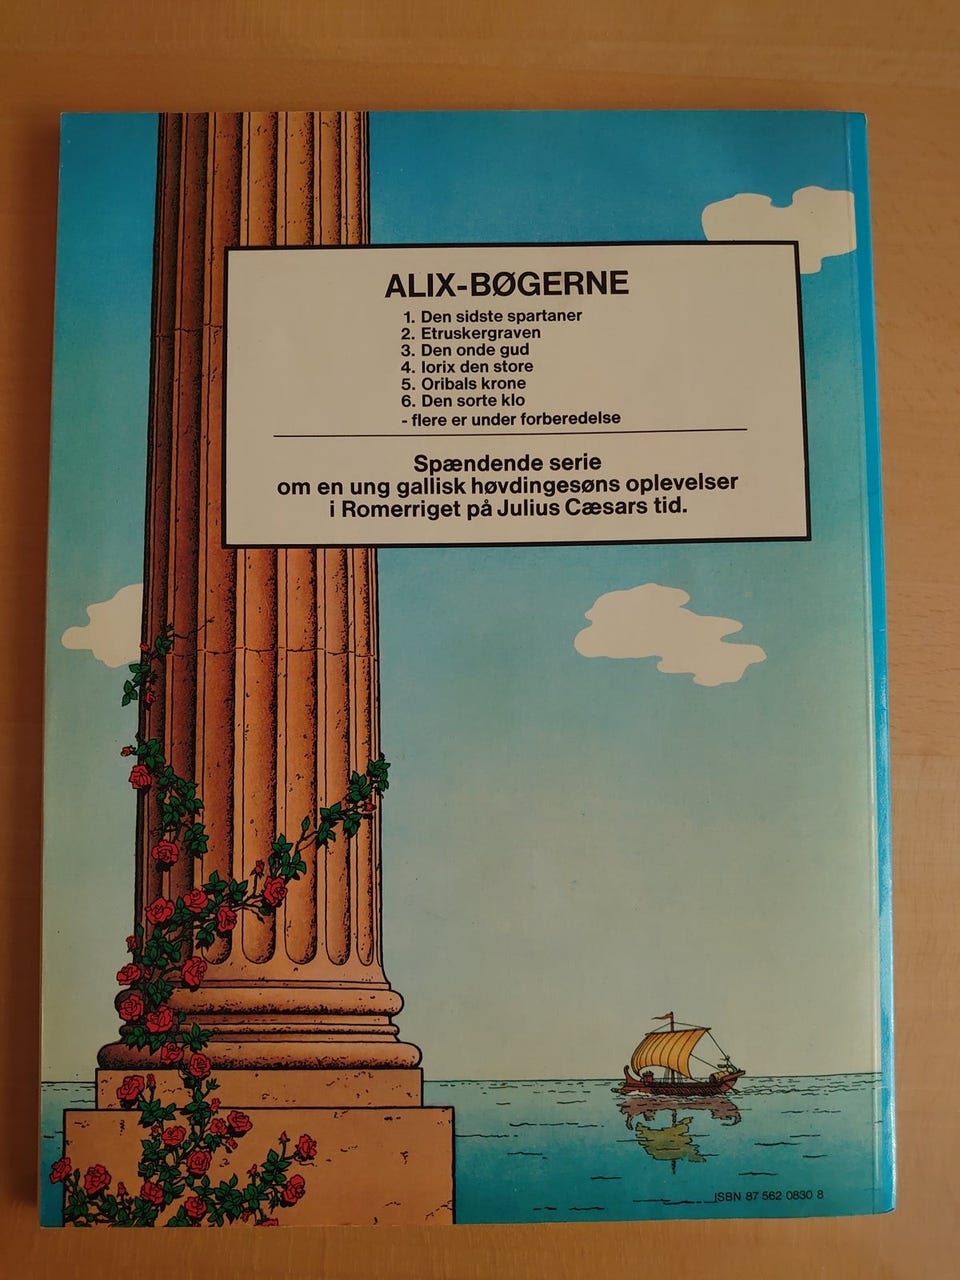 ALIX-BØGERNE
1. Den sidste spartaner
2. Etruskergraven
3. Den onde gud
4. Iorix den store
5. Oribals krone
6. Den sorte klo
- flere er under forberedelse
Spændende serie
om en ung gallisk høvdingesøns oplevelser
i Romerriget på Julius Cæsars tid.
ISBN 87 562 0830 8